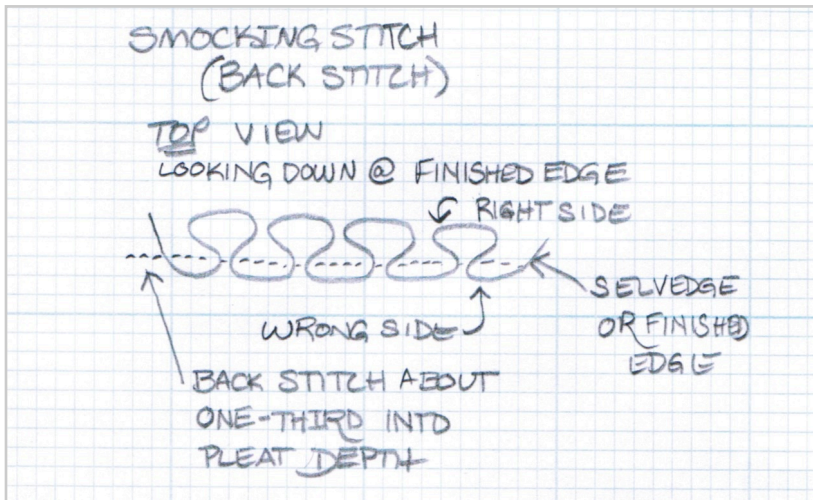 SMOCKING STITCH
(BACK STITCH)
TOP VIEW
LOOKING DOWN @ FINISHED EDGE
RIGHT SIDE
WRONG SIDE
SELVEDGE
OR FINISHED
EDGE
BACK STITCH ABOUT
ONE-THIRD INTO
PLEAT DEPTH